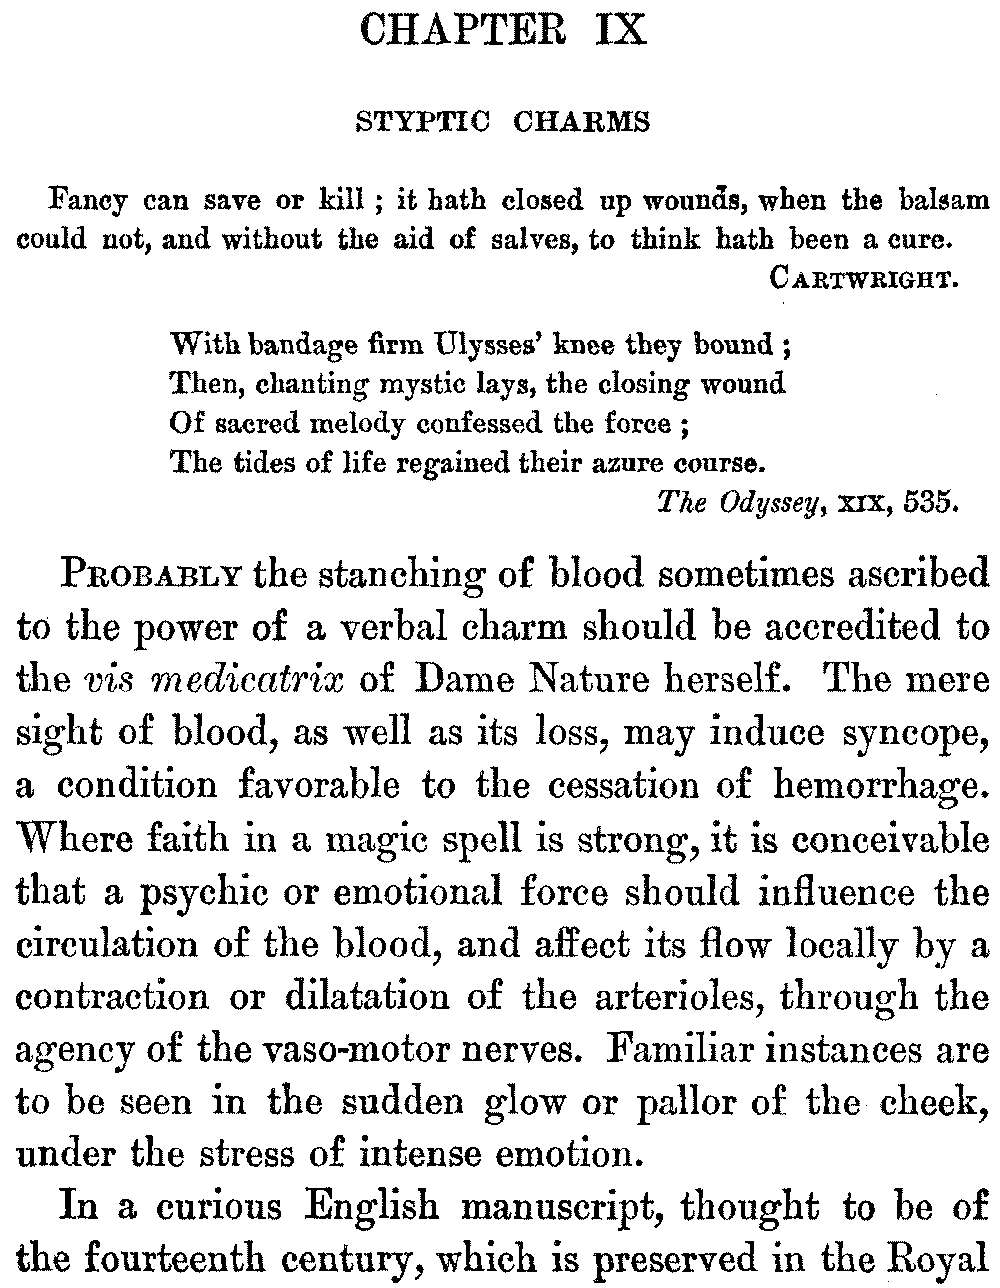 CHAPTER IX
STYPTIC CHARMS
Fancy can save or kill ; it hath closed up wounds, when the balsam
could not, and without the aid of salves, to think hath been a cure.
CARTWRIGHT.
With bandage firm Ulysses' knee they bound ;
Then, chanting mystic lays, the closing wound
Of sacred melody confessed the force ;
The tides of life regained their azure course.
The Odyssey, XIX, 535.
PROBABLY the stanching of blood sometimes ascribed
to the power of a verbal charm should be accredited to
the vis medicatrix of Dame Nature herself. The mere
sight of blood, as well as its loss, may induce syncope,
a condition favorable to the cessation of hemorrhage.
Where faith in a magic spell is strong, it is conceivable
that a psychic or emotional force should influence the
circulation of the blood, and affect its flow locally by a
contraction or dilatation of the arterioles, through the
agency of the vaso-motor nerves. Familiar instances are
to be seen in the sudden glow or pallor of the cheek,
under the stress of intense emotion.
In a curious English manuscript, thought to be of
the fourteenth century, which is preserved in the Royal